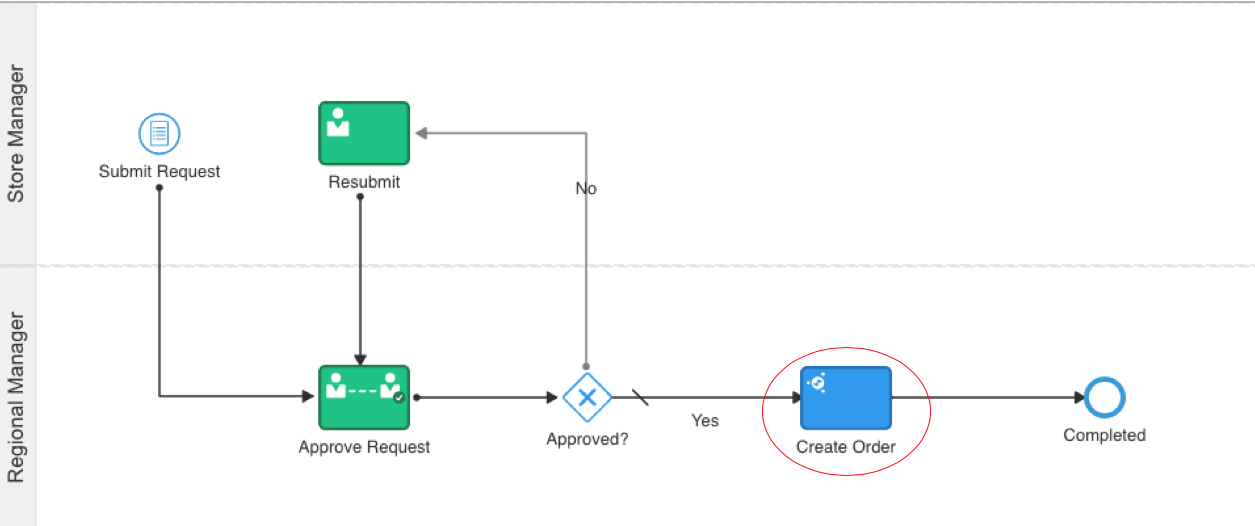 Store Manager
Submit Request
Resubmit
No
Regional Manager
Approve Request
Approved?
Yes
Create Order
Completed